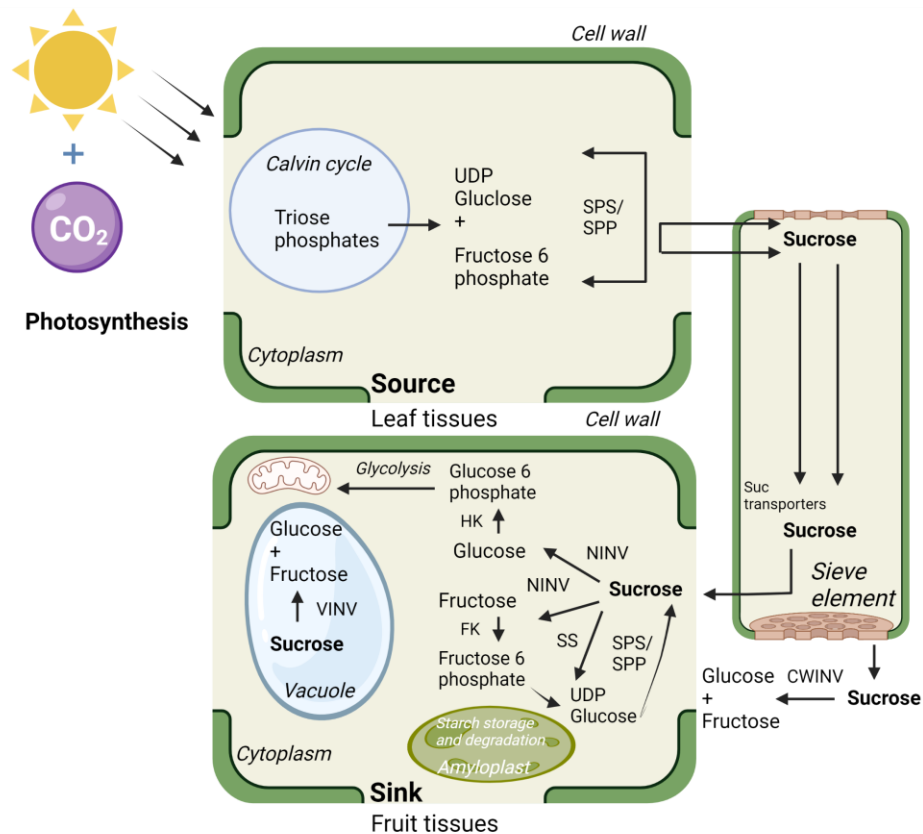 Cell wall
CO2
Photosynthesis
Calvin cycle
Triose
phosphates
UDP
Gluclose
+
Fructose 6
phosphate
SPS/
SPP
Cytoplasm
Source
Leaf tissues
Sucrose
Suc
transporters
Sucrose
Sieve
element
Cell wall
Glycolysis
Glucose 6
phosphate
HK
Glucose
NINV
NINV
Sucrose
Fructose
FK
Fructose 6
phosphate
SS
SPS/
SPP
UDP
Glucose
Glucose
+
Fructose
VINV
Sucrose
Vacuole
Starch storage
and degradation
Amyloplast
Cytoplasm
Sink
Fruit tissues
Glucose
+
Fructose
CWINV
Sucrose